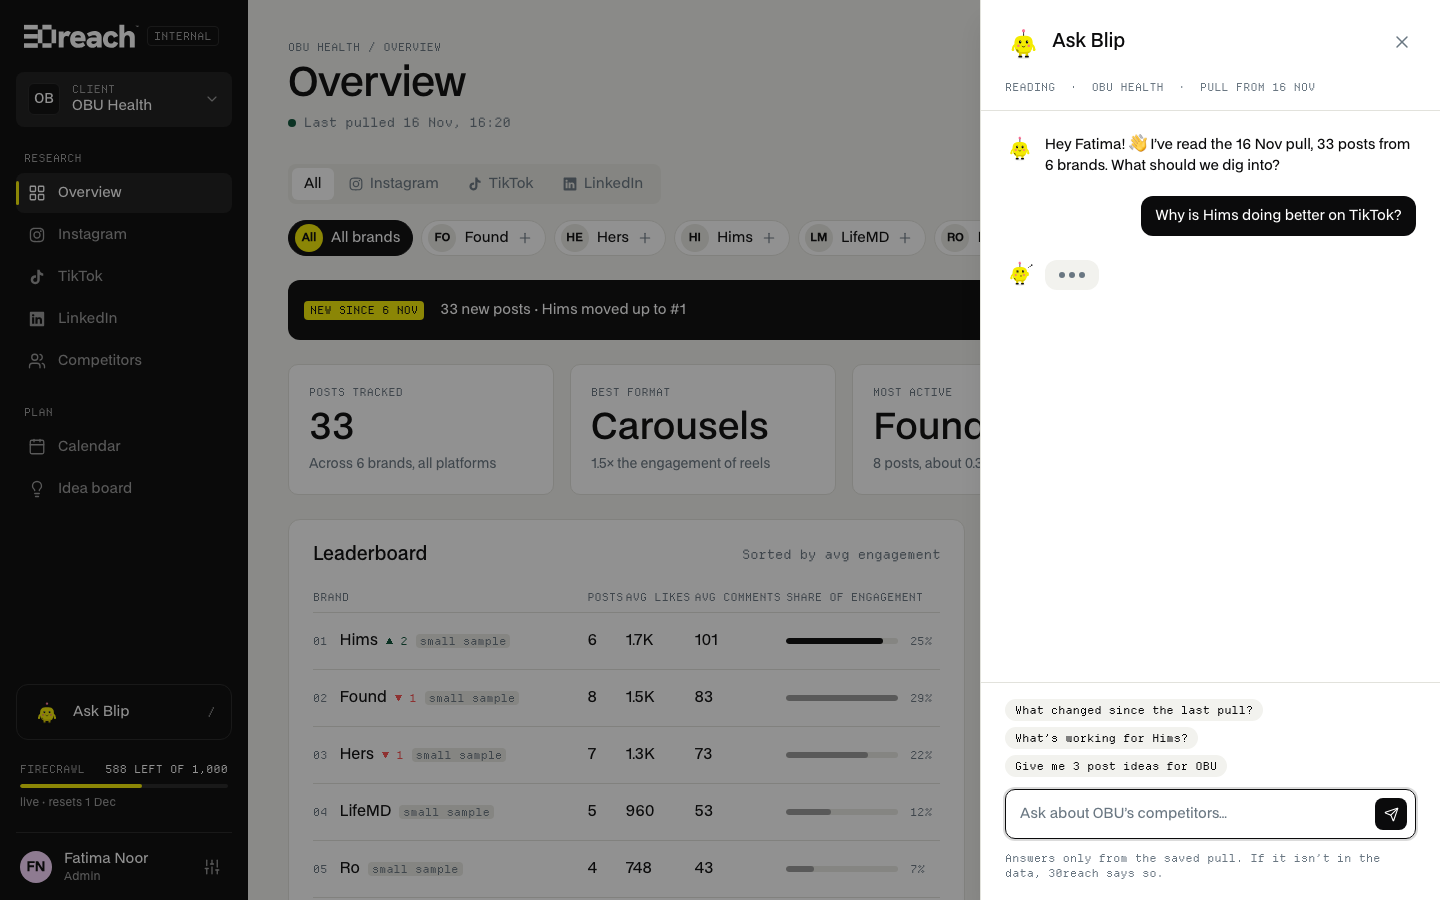 30reach INTERNAL
OB
CLIENT
OBU Health
RESEARCH
Overview
Instagram
TikTok
LinkedIn
Competitors
PLAN
Calendar
Idea board
Ask Blip /
FIRECRAWL 588 LEFT OF 1,000
live · resets 1 Dec
FN
Fatima Noor
Admin
OBU HEALTH / OVERVIEW
Overview
Last pulled 16 Nov, 16:20
All Instagram TikTok LinkedIn
All All brands FO Found + HE Hers + HI Hims + LM LifeMD + RO
NEW SINCE 6 NOV 33 new posts · Hims moved up to #1
POSTS TRACKED
33
Across 6 brands, all platforms
BEST FORMAT
Carousels
1.5× the engagement of reels
MOST ACTIVE
Found
8 posts, about 0.3
Leaderboard Sorted by avg engagement
BRAND POSTS AVG LIKES AVG COMMENTS SHARE OF ENGAGEMENT
01 Hims ▲ 2 small sample 6 1.7K 101 25%
02 Found ▼ 1 small sample 8 1.5K 83 29%
03 Hers ▼ 1 small sample 7 1.3K 73 22%
04 LifeMD small sample 5 960 53 12%
05 Ro small sample 4 748 43 7%
Ask Blip
READING · OBU HEALTH · PULL FROM 16 NOV
Hey Fatima! 👋 I've read the 16 Nov pull, 33 posts from
6 brands. What should we dig into?
Why is Hims doing better on TikTok?
What changed since the last pull?
What's working for Hims?
Give me 3 post ideas for OBU
Ask about OBU's competitors…
Answers only from the saved pull. If it isn't in the
data, 30reach says so.